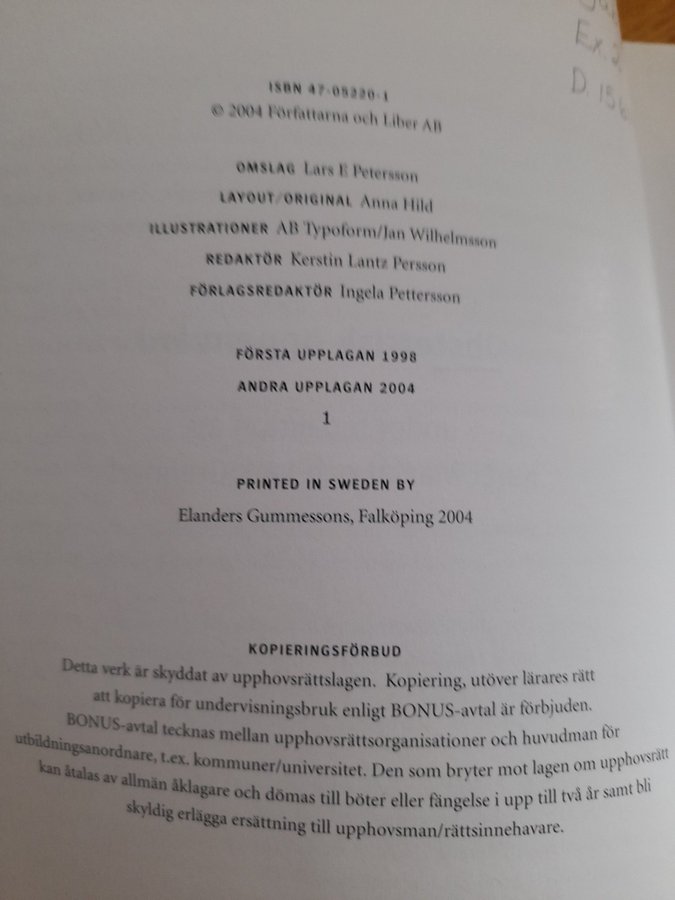 Ex. 2
D. 156
ISBN 47-05220-1
© 2004 Författarna och Liber AB
OMSLAG Lars E Petersson
LAYOUT/ORIGINAL Anna Hild
ILLUSTRATIONER AB Typoform/Jan Wilhelmsson
REDAKTÖR Kerstin Lantz Persson
FÖRLAGSREDAKTÖR Ingela Pettersson
FÖRSTA UPPLAGAN 1998
ANDRA UPPLAGAN 2004
1
PRINTED IN SWEDEN BY
Elanders Gummessons, Falköping 2004
KOPIERINGSFÖRBUD
Detta verk är skyddat av upphovsrättslagen. Kopiering, utöver lärares rätt
att kopiera för undervisningsbruk enligt BONUS-avtal är förbjuden.
BONUS-avtal tecknas mellan upphovsrättsorganisationer och huvudman för
utbildningsanordnare, t.ex. kommuner/universitet. Den som bryter mot lagen om upphovsrätt
kan åtalas av allmän åklagare och dömas till böter eller fängelse i upp till två år samt bli
skyldig erlägga ersättning till upphovsman/rättsinnehavare.